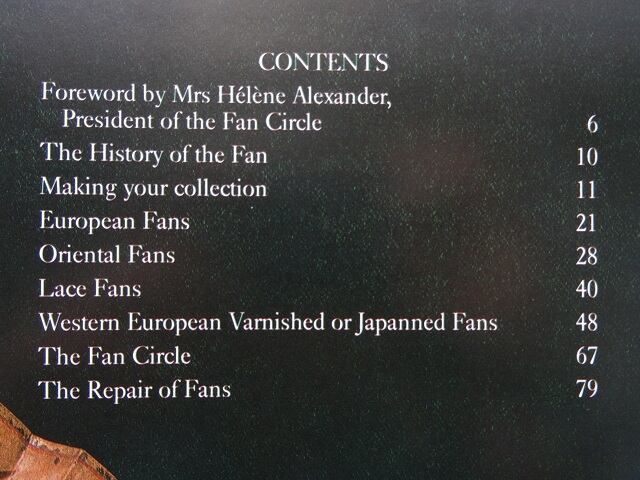 CONTENTS
Foreword by Mrs Hélène Alexander,
President of the Fan Circle 6
The History of the Fan 10
Making your collection 11
European Fans 21
Oriental Fans 28
Lace Fans 40
Western European Varnished or Japanned Fans 48
The Fan Circle 67
The Repair of Fans 79